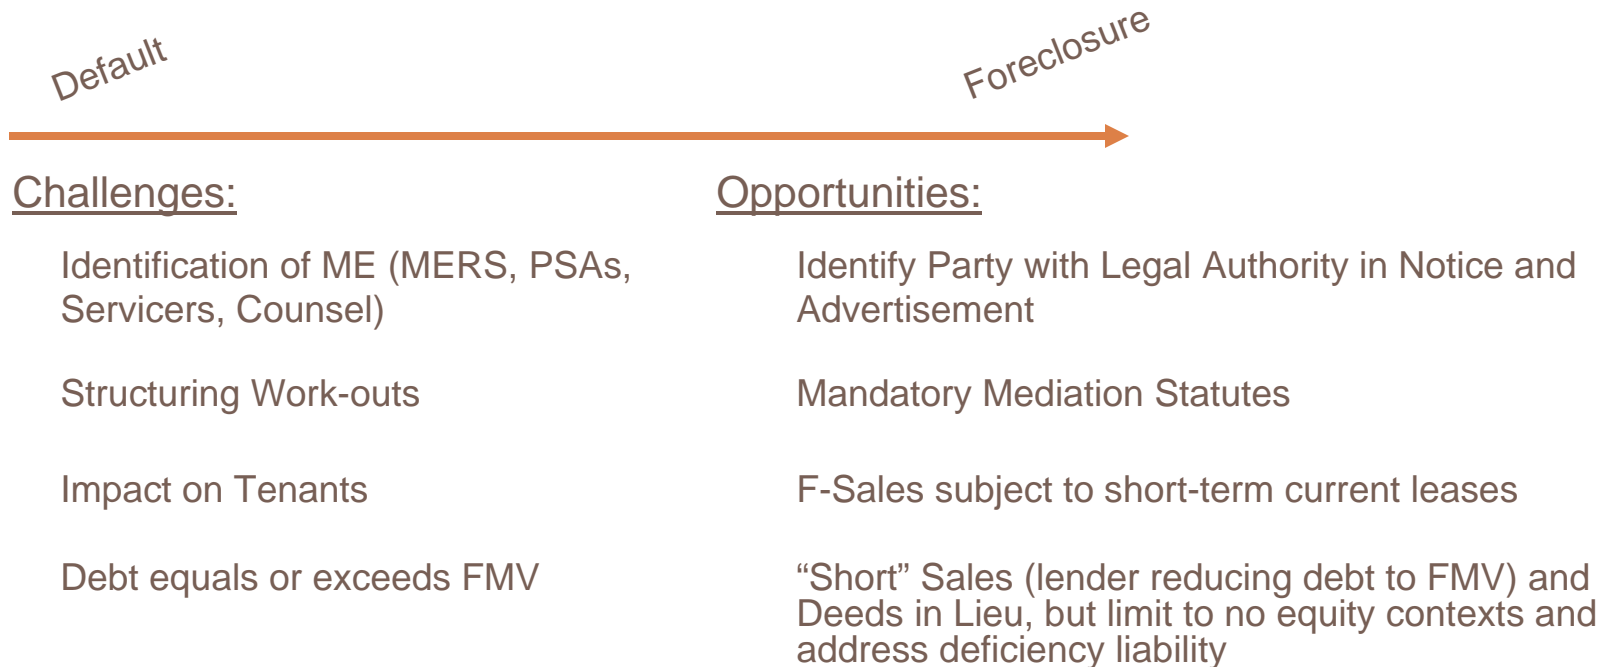 Default
Foreclosure
Challenges:
Opportunities:
Identification of ME (MERS, PSAs,
Servicers, Counsel)
Identify Party with Legal Authority in Notice and
Advertisement
Structuring Work-outs
Mandatory Mediation Statutes
Impact on Tenants
F-Sales subject to short-term current leases
Debt equals or exceeds FMV
“Short” Sales (lender reducing debt to FMV) and
Deeds in Lieu, but limit to no equity contexts and
address deficiency liability